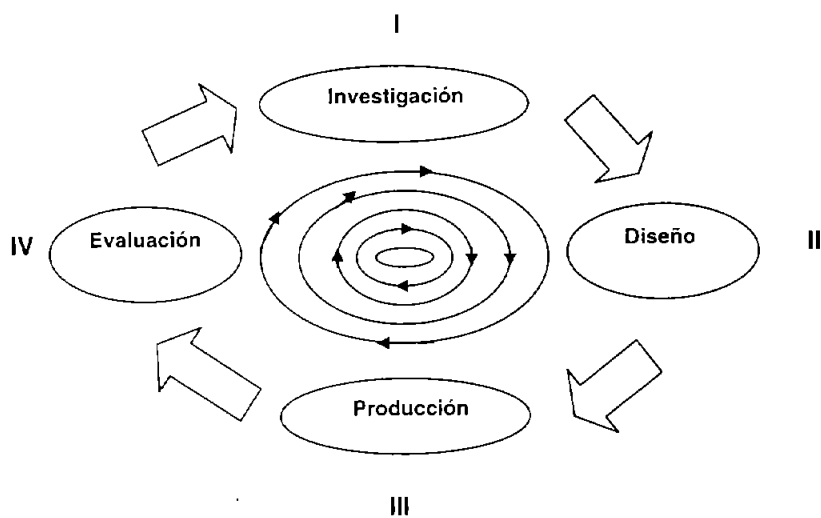 I
Investigación
IV
Evaluación
Diseño
II
Producción
III